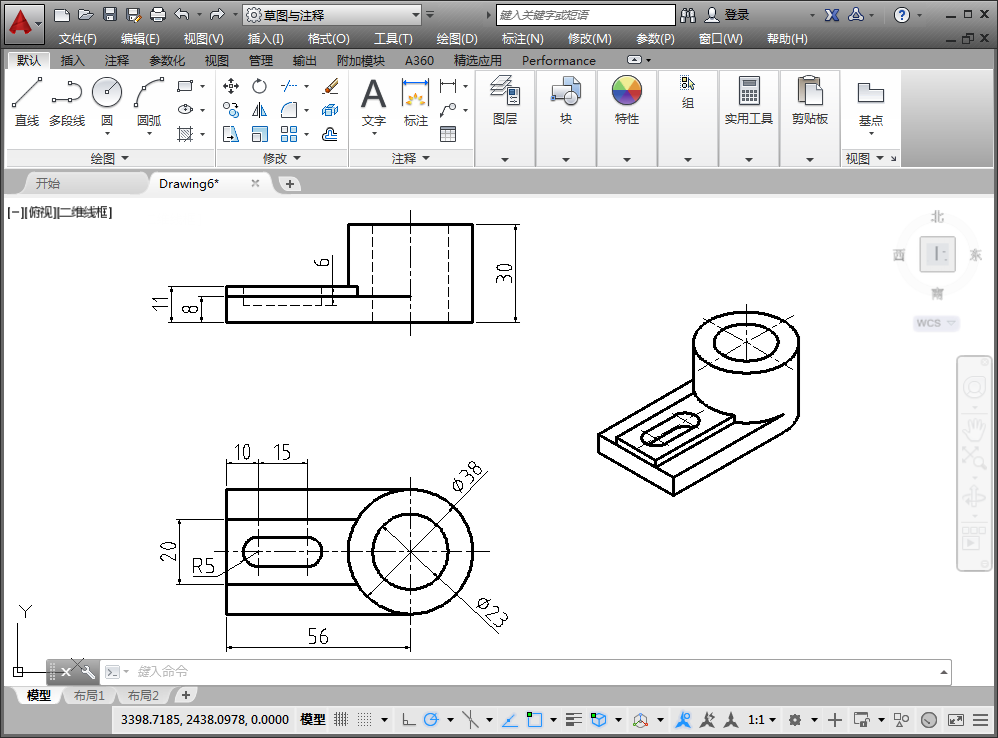 草图与注释
键入关键字或短语
登录
文件(F) 编辑(E) 视图(V) 插入(I) 格式(O) 工具(T) 绘图(D) 标注(N) 修改(M) 参数(P) 窗口(W) 帮助(H)
默认 插入 注释 参数化 视图 管理 输出 附加模块 A360 精选应用 Performance
直线 多段线 圆 圆弧 文字 标注 图层 块 特性 组 实用工具 剪贴板 基点
绘图 修改 注释 视图
开始 Drawing6*
[−][俯视][二维线框]
北
西 东
南
WCS
6
30
11
8
10 15
ϕ38
20
R5
ϕ23
56
Y
键入命令
模型 布局1 布局2
3398.7185, 2438.0978, 0.0000 模型 1:1